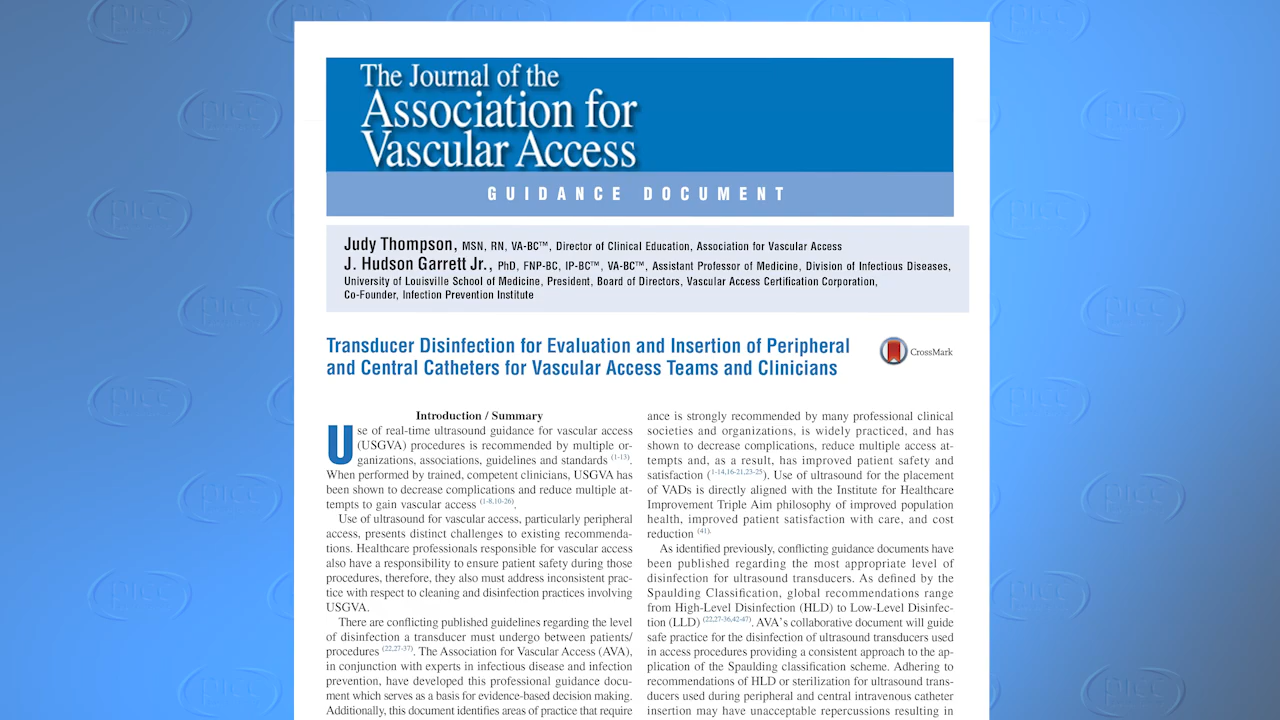 The Journal of the
Association for
Vascular Access
GUIDANCE DOCUMENT
Judy Thompson, MSN, RN, VA-BC™, Director of Clinical Education, Association for Vascular Access
J. Hudson Garrett Jr., PhD, FNP-BC, IP-BC™, VA-BC™, Assistant Professor of Medicine, Division of Infectious Diseases,
University of Louisville School of Medicine, President, Board of Directors, Vascular Access Certification Corporation,
Co-Founder, Infection Prevention Institute
Transducer Disinfection for Evaluation and Insertion of Peripheral
and Central Catheters for Vascular Access Teams and Clinicians
CrossMark
Introduction / Summary
Use of real-time ultrasound guidance for vascular access
(USGVA) procedures is recommended by multiple or-
ganizations, associations, guidelines and standards (1-13).
When performed by trained, competent clinicians, USGVA has
been shown to decrease complications and reduce multiple at-
tempts to gain vascular access (1-8,10-26).
Use of ultrasound for vascular access, particularly peripheral
access, presents distinct challenges to existing recommenda-
tions. Healthcare professionals responsible for vascular access
also have a responsibility to ensure patient safety during those
procedures, therefore, they also must address inconsistent prac-
tice with respect to cleaning and disinfection practices involving
USGVA.
There are conflicting published guidelines regarding the level
of disinfection a transducer must undergo between patients/
procedures (22,27-37). The Association for Vascular Access (AVA),
in conjunction with experts in infectious disease and infection
prevention, have developed this professional guidance docu-
ment which serves as a basis for evidence-based decision making.
Additionally, this document identifies areas of practice that require
ance is strongly recommended by many professional clinical
societies and organizations, is widely practiced, and has
shown to decrease complications, reduce multiple access at-
tempts and, as a result, has improved patient safety and
satisfaction (1-14,16-21,23-25). Use of ultrasound for the placement
of VADs is directly aligned with the Institute for Healthcare
Improvement Triple Aim philosophy of improved population
health, improved patient satisfaction with care, and cost
reduction (41).
As identified previously, conflicting guidance documents have
been published regarding the most appropriate level of
disinfection for ultrasound transducers. As defined by the
Spaulding Classification, global recommendations range
from High-Level Disinfection (HLD) to Low-Level Disinfec-
tion (LLD) (22,27-36,42-47). AVA's collaborative document will guide
safe practice for the disinfection of ultrasound transducers used
in access procedures providing a consistent approach to the ap-
plication of the Spaulding classification scheme. Adhering to
recommendations of HLD or sterilization for ultrasound trans-
ducers used during peripheral and central intravenous catheter
insertion may have unacceptable repercussions resulting in